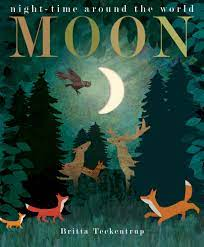 night-time around the world
MOON
Britta Teckentrup